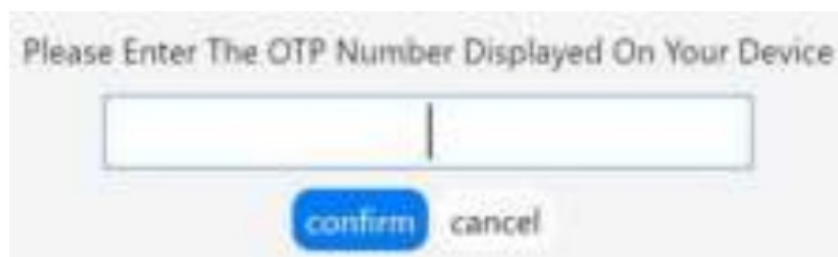 Please Enter The OTP Number Displayed On Your Device
confirm cancel